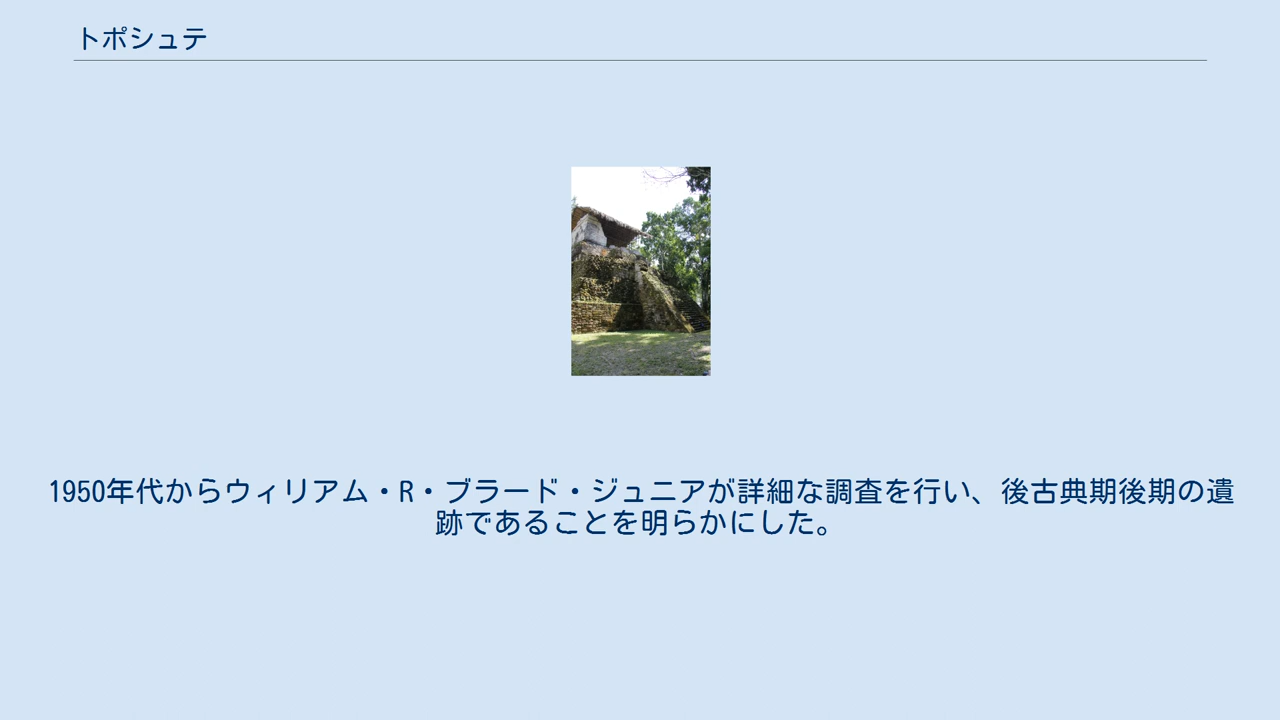 トポシュテ
1950年代からウィリアム・R・ブラード・ジュニアが詳細な調査を行い、後古典期後期の遺
跡であることを明らかにした。